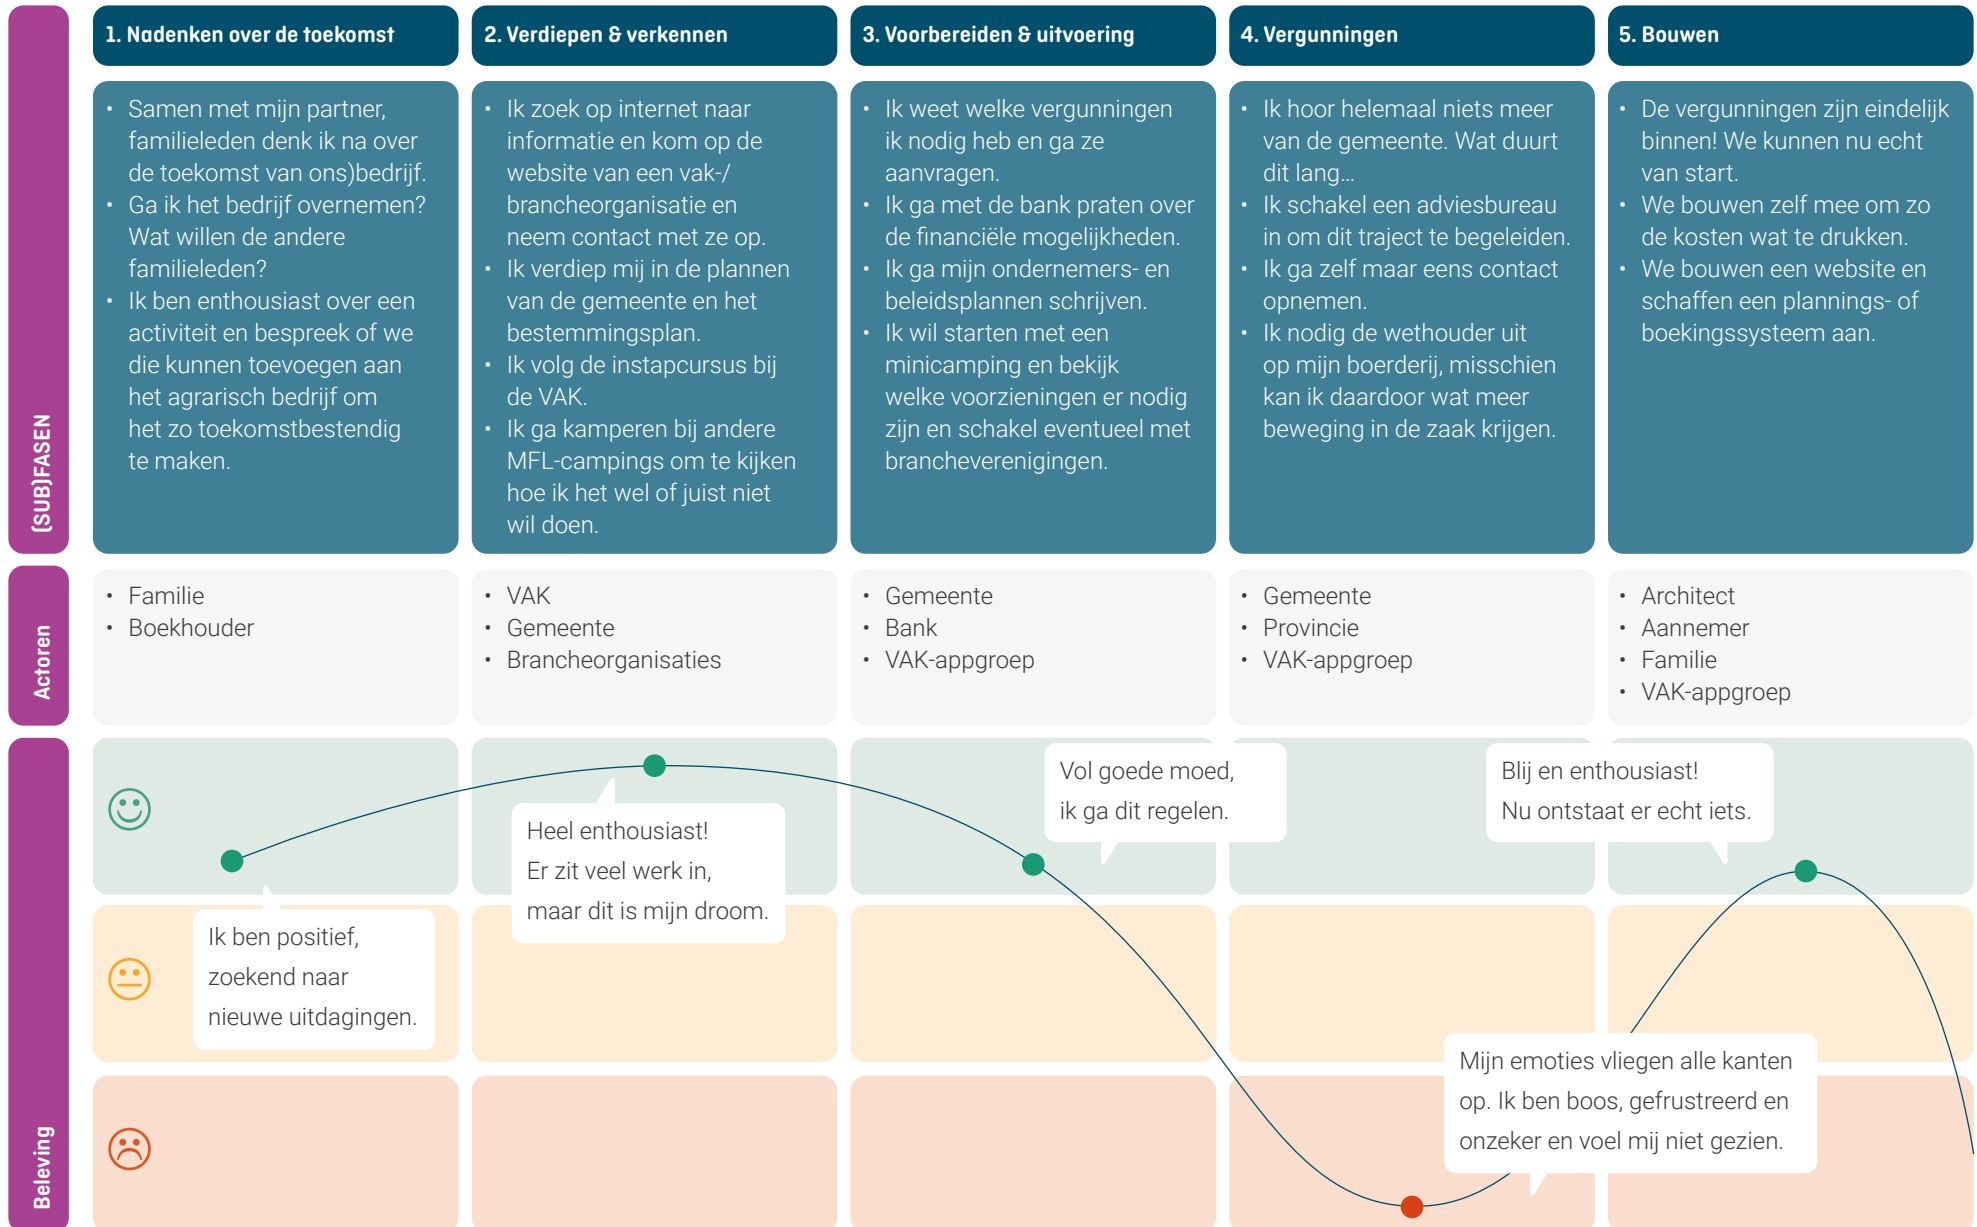 (SUB)FASEN
1. Nadenken over de toekomst
2. Verdiepen & verkennen
3. Voorbereiden & uitvoering
4. Vergunningen
5. Bouwen
• Samen met mijn partner,
familieleden denk ik na over
de toekomst van ons)bedrijf.
• Ga ik het bedrijf overnemen?
Wat willen de andere
familieleden?
• Ik ben enthousiast over een
activiteit en bespreek of we
die kunnen toevoegen aan
het agrarisch bedrijf om
het zo toekomstbestendig
te maken.
• Ik zoek op internet naar
informatie en kom op de
website van een vak-/
brancheorganisatie en
neem contact met ze op.
• Ik verdiep mij in de plannen
van de gemeente en het
bestemmingsplan.
• Ik volg de instapcursus bij
de VAK.
• Ik ga kamperen bij andere
MFL-campings om te kijken
hoe ik het wel of juist niet
wil doen.
• Ik weet welke vergunningen
ik nodig heb en ga ze
aanvragen.
• Ik ga met de bank praten over
de financiële mogelijkheden.
• Ik ga mijn ondernemers- en
beleidsplannen schrijven.
• Ik wil starten met een
minicamping en bekijk
welke voorzieningen er nodig
zijn en schakel eventueel met
brancheverenigingen.
• Ik hoor helemaal niets meer
van de gemeente. Wat duurt
dit lang…
• Ik schakel een adviesbureau
in om dit traject te begeleiden.
• Ik ga zelf maar eens contact
opnemen.
• Ik nodig de wethouder uit
op mijn boerderij, misschien
kan ik daardoor wat meer
beweging in de zaak krijgen.
• De vergunningen zijn eindelijk
binnen! We kunnen nu echt
van start.
• We bouwen zelf mee om zo
de kosten wat te drukken.
• We bouwen een website en
schaffen een plannings- of
boekingssysteem aan.
Actoren
• Familie
• Boekhouder
• VAK
• Gemeente
• Brancheorganisaties
• Gemeente
• Bank
• VAK-appgroep
• Gemeente
• Provincie
• VAK-appgroep
• Architect
• Aannemer
• Familie
• VAK-appgroep
Beleving
Ik ben positief,
zoekend naar
nieuwe uitdagingen.
Heel enthousiast!
Er zit veel werk in,
maar dit is mijn droom.
Vol goede moed,
ik ga dit regelen.
Mijn emoties vliegen alle kanten
op. Ik ben boos, gefrustreerd en
onzeker en voel mij niet gezien.
Blij en enthousiast!
Nu ontstaat er echt iets.